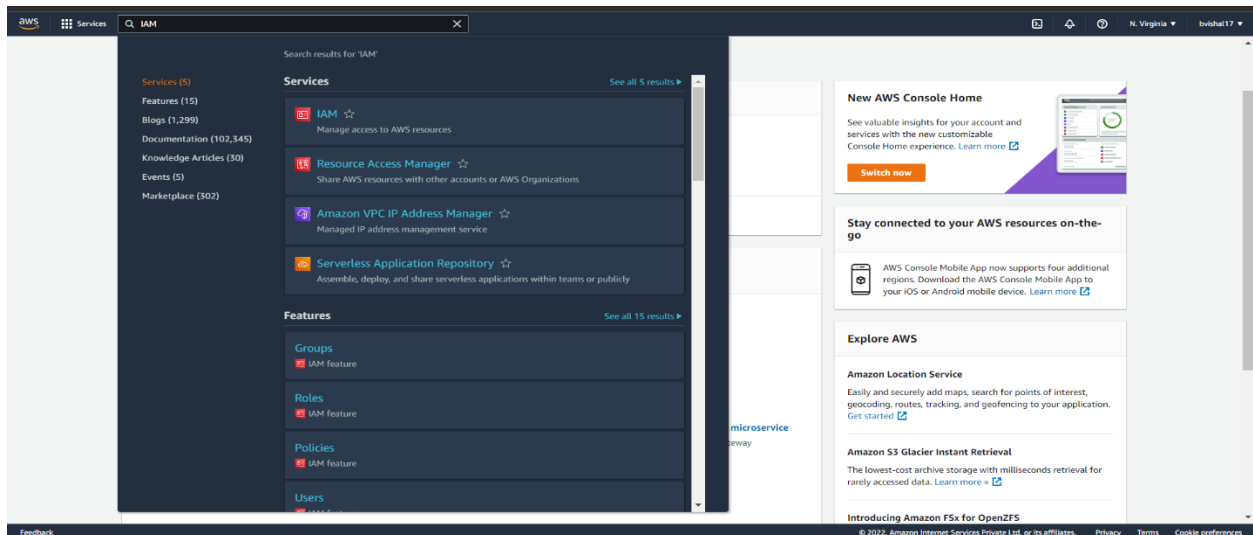 aws
Services
IAM
N. Virginia
bvishal17
Search results for 'IAM'
Services (5)
Features (15)
Blogs (1,299)
Documentation (102,345)
Knowledge Articles (30)
Events (5)
Marketplace (302)
Services
See all 5 results
IAM
Manage access to AWS resources
Resource Access Manager
Share AWS resources with other accounts or AWS Organizations
Amazon VPC IP Address Manager
Managed IP address management service
Serverless Application Repository
Assemble, deploy, and share serverless applications within teams or publicly
Features
See all 15 results
Groups
IAM feature
Roles
IAM feature
Policies
IAM feature
Users
microservice
New AWS Console Home
See valuable insights for your account and
services with the new customizable
Console Home experience. Learn more
Switch now
Stay connected to your AWS resources on-the-
go
AWS Console Mobile App now supports four additional
regions. Download the AWS Console Mobile App to
your iOS or Android mobile device. Learn more
Explore AWS
Amazon Location Service
Easily and securely add maps, search for points of interest,
geocoding, routes, tracking, and geofencing to your application.
Get started
Amazon S3 Glacier Instant Retrieval
The lowest-cost archive storage with milliseconds retrieval for
rarely accessed data. Learn more »
Introducing Amazon FSx for OpenZFS
Feedback
© 2022, Amazon Internet Services Private Ltd. or its affiliates.
Privacy
Terms
Cookie preferences